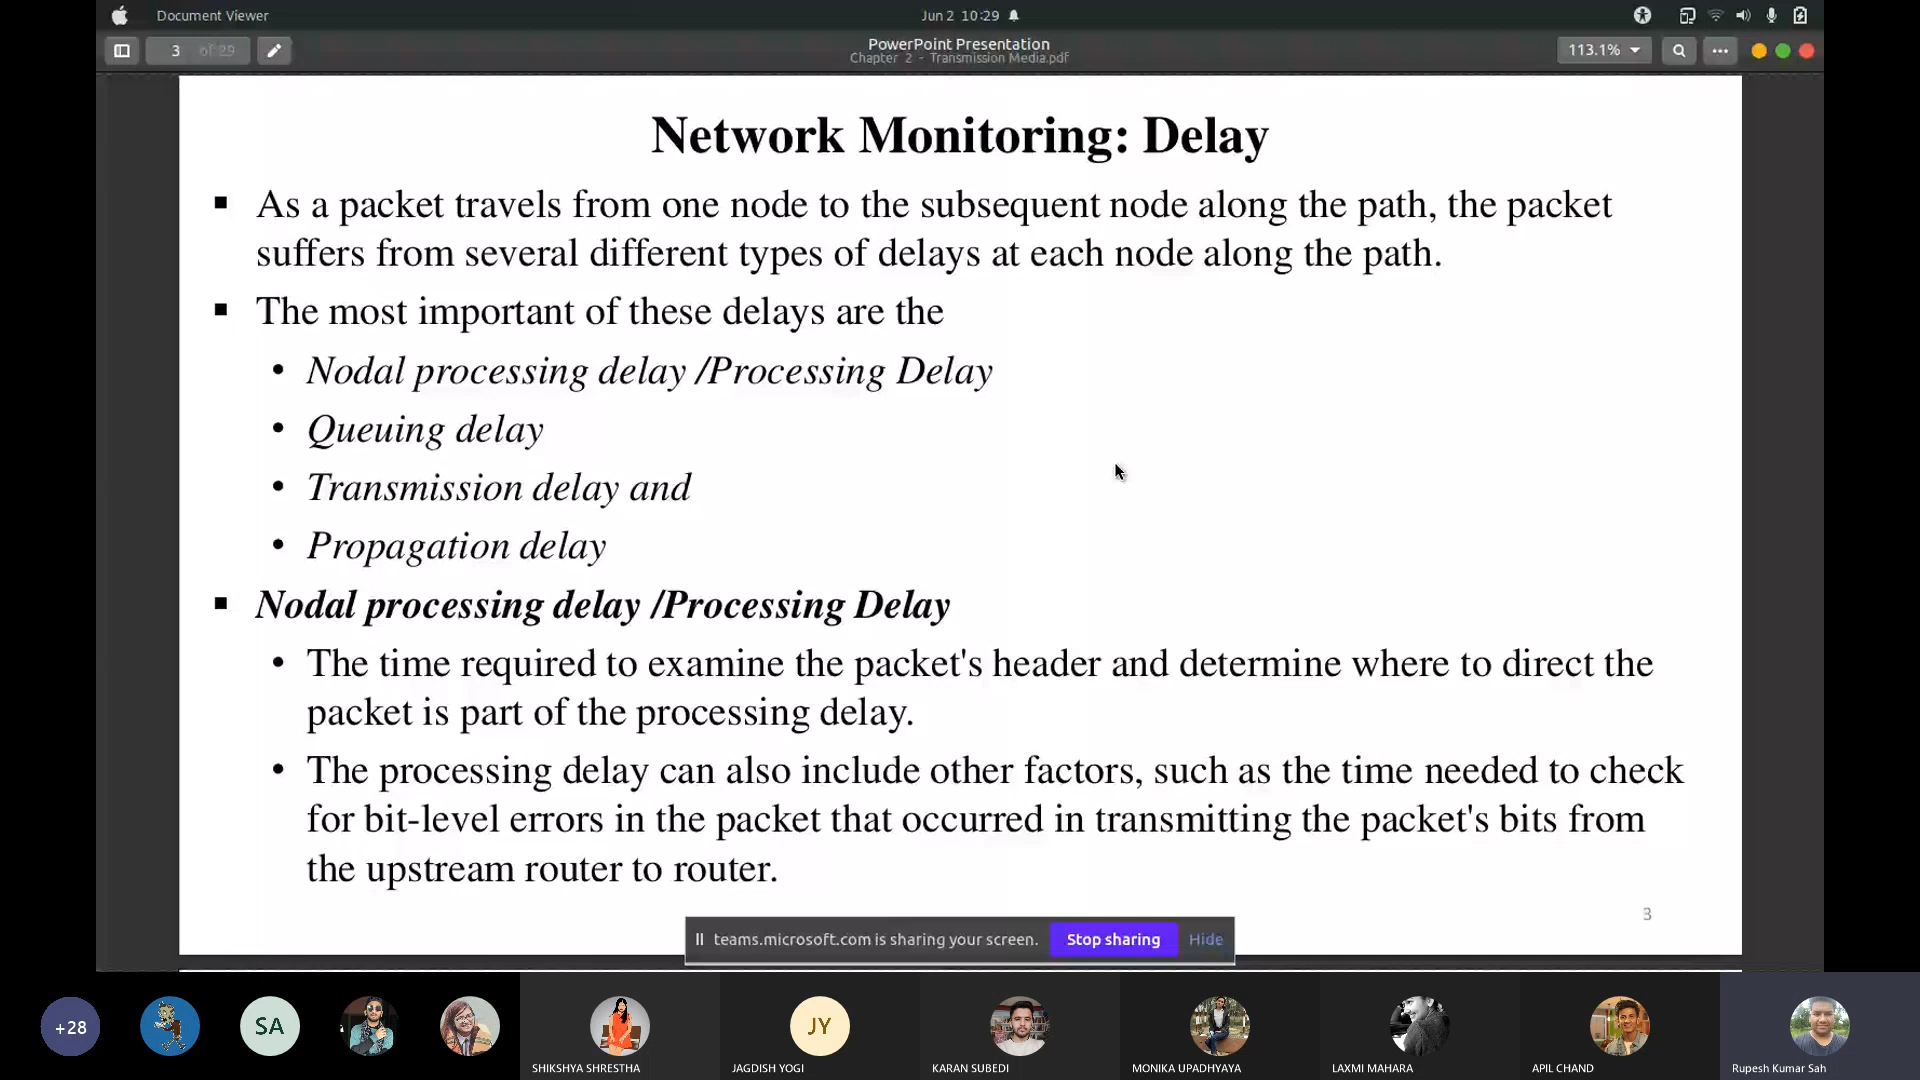 Document Viewer
Jun 2 10:29
3 of 29
PowerPoint Presentation
Chapter 2 - Transmission Media.pdf
113.1%
Network Monitoring: Delay
As a packet travels from one node to the subsequent node along the path, the packet
suffers from several different types of delays at each node along the path.
The most important of these delays are the
Nodal processing delay /Processing Delay
Queuing delay
Transmission delay and
Propagation delay
Nodal processing delay /Processing Delay
The time required to examine the packet's header and determine where to direct the
packet is part of the processing delay.
The processing delay can also include other factors, such as the time needed to check
for bit-level errors in the packet that occurred in transmitting the packet's bits from
the upstream router to router.
3
teams.microsoft.com is sharing your screen. Stop sharing Hide
+28
SA
JY
SHIKSHYA SHRESTHA
JAGDISH YOGI
KARAN SUBEDI
MONIKA UPADHYAYA
LAXMI MAHARA
APIL CHAND
Rupesh Kumar Sah